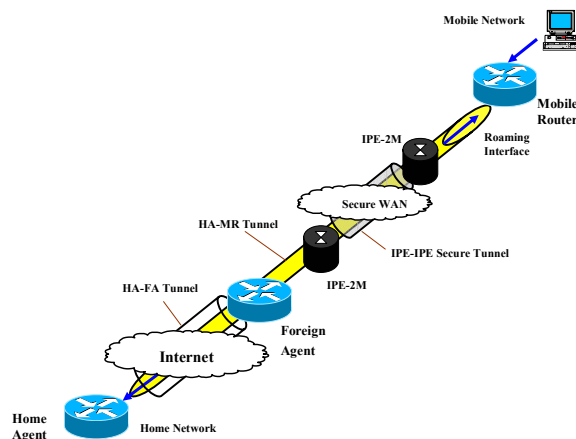 Mobile Network
Mobile
Router
IPE-2M
Roaming
Interface
Secure WAN
HA-MR Tunnel
IPE-IPE Secure Tunnel
IPE-2M
HA-FA Tunnel
Foreign
Agent
Internet
Home
Agent
Home Network